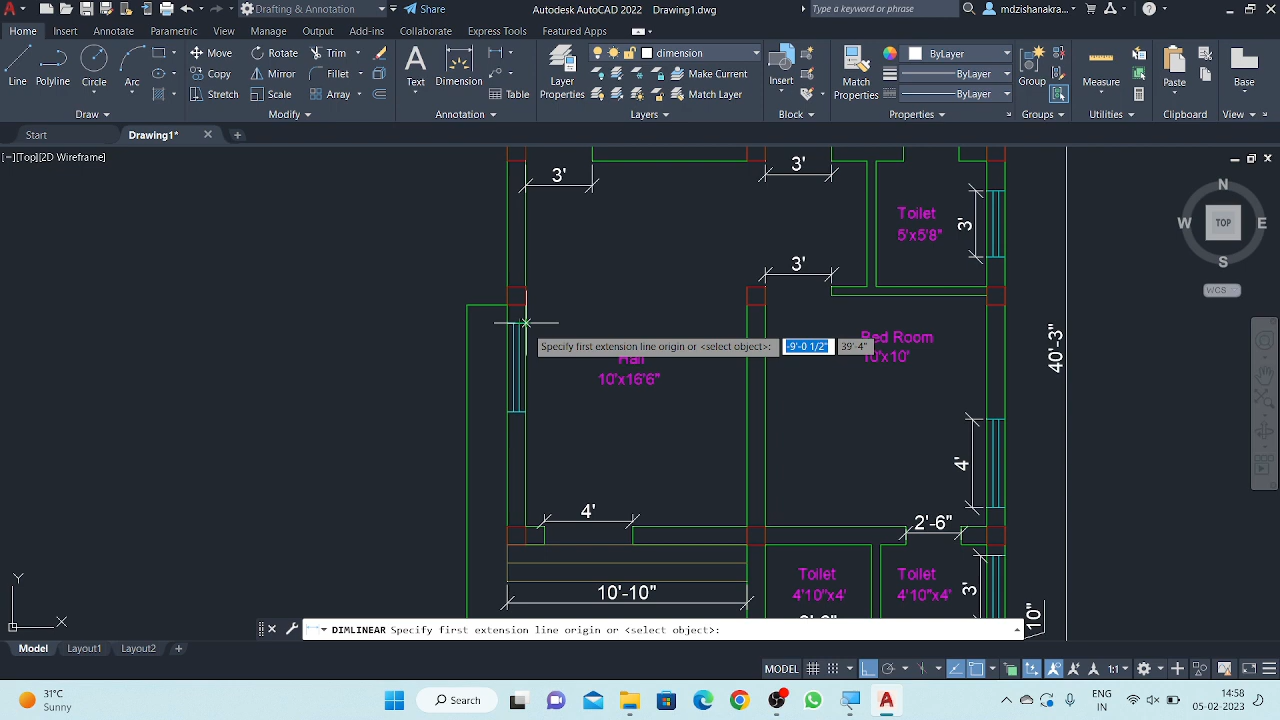 Drafting & Annotation
Share
Autodesk AutoCAD 2022 Drawing1.dwg
Type a keyword or phrase
mdzishanakra...
Home Insert Annotate Parametric View Manage Output Add-ins Collaborate Express Tools Featured Apps
Line Polyline Circle Arc
Move Rotate Trim
Copy Mirror Fillet
Stretch Scale Array
Text Dimension Table
Layer Properties
dimension
Make Current
Match Layer
Insert
Match Properties
ByLayer
ByLayer
ByLayer
Group
Measure
Paste
Base
Draw Modify Annotation Layers Block Properties Groups Utilities Clipboard View
Start Drawing1*
[−][Top][2D Wireframe]
N
W TOP E
S
WCS
3'
3'
Toilet
5'x5'8"
3'
3'
Bed Room
10'x10'
Specify first extension line origin or <select object>: -9'-0 1/2" 39'-4"
Hall
10'x16'6"
40'-3"
4'
4'
2'-6"
Toilet
4'10"x4'
Toilet
4'10"x4'
3'
10'-10"
10"
Y
X
DIMLINEAR Specify first extension line origin or <select object>:
Model Layout1 Layout2
MODEL
1:1
31°C
Sunny
Search
ENG
IN
14:58
05-02-2023